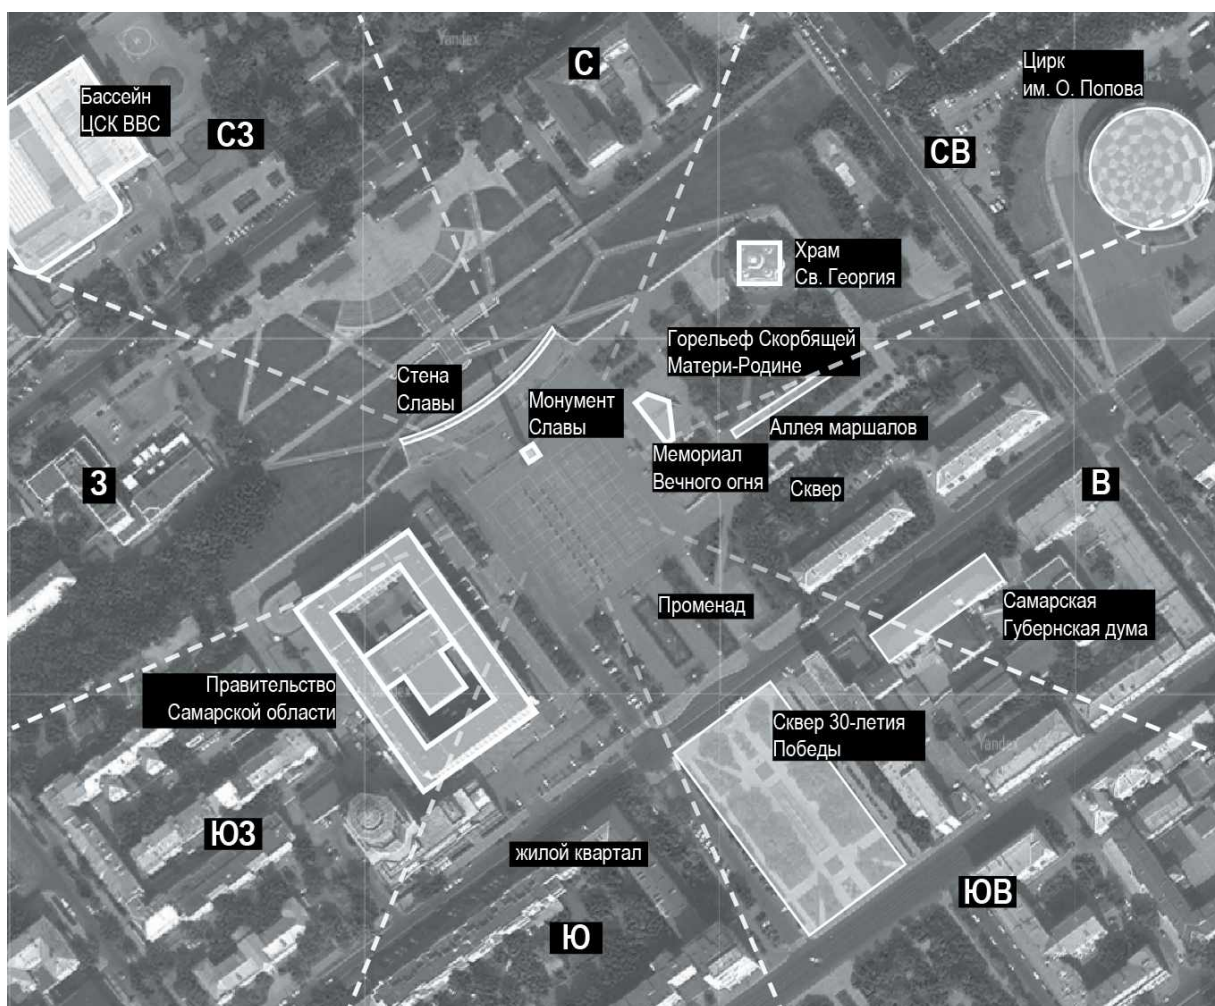 Yandex
С
Цирк
им. О. Попова
Бассейн
ЦСК ВВС
СЗ
СВ
Храм
Св. Георгия
Горельеф Скорбящей
Матери-Родине
Стена
Славы
Монумент
Славы
Аллея маршалов
Мемориал
Вечного огня
Сквер
З
В
Променад
Самарская
Губернская дума
Правительство
Самарской области
Сквер 30-летия
Победы
Yandex
ЮЗ
жилой квартал
ЮВ
Ю